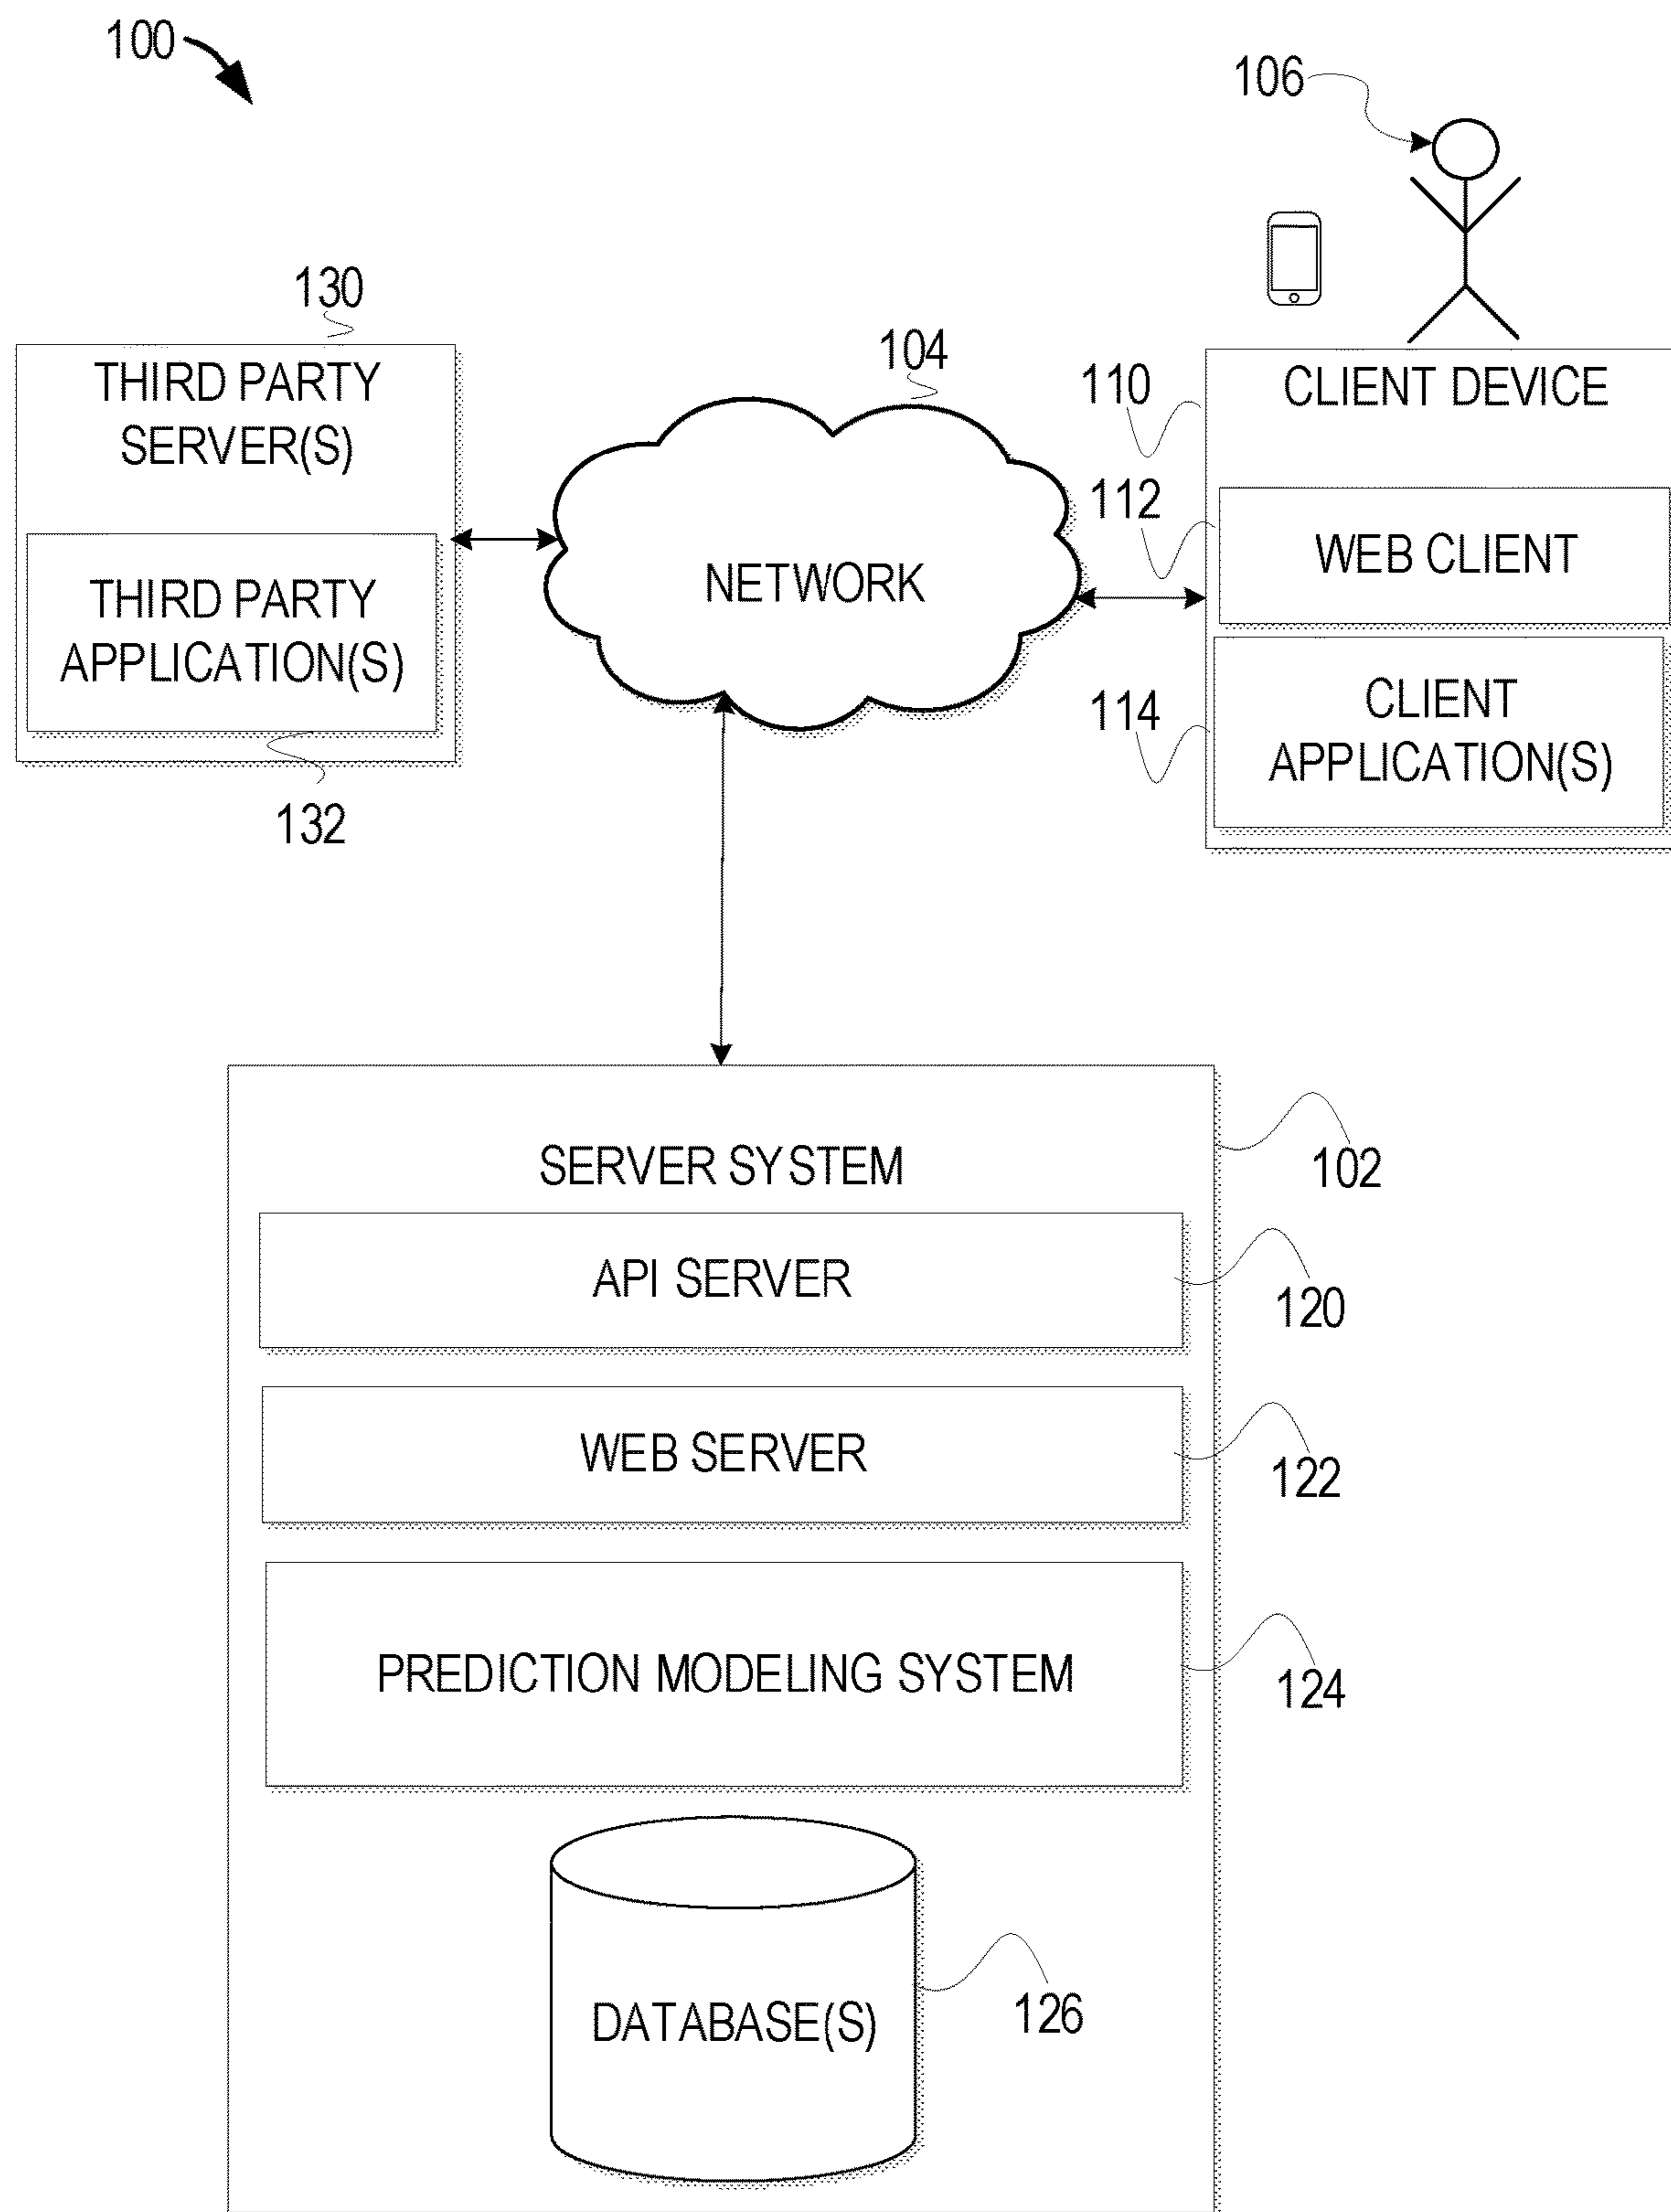 100
106
130
THIRD PARTY
SERVER(S)
THIRD PARTY
APPLICATION(S)
132
104
NETWORK
110
CLIENT DEVICE
112
WEB CLIENT
114
CLIENT
APPLICATION(S)
SERVER SYSTEM
102
API SERVER
120
WEB SERVER
122
PREDICTION MODELING SYSTEM
124
DATABASE(S)
126